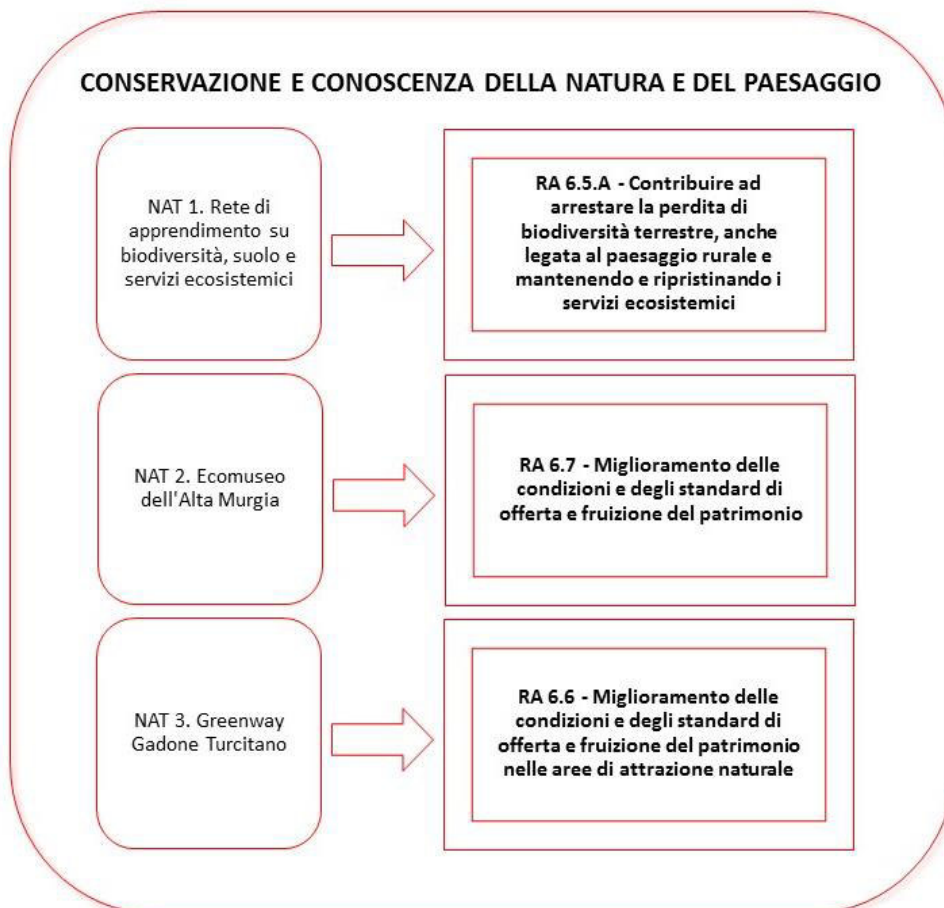 CONSERVAZIONE E CONOSCENZA DELLA NATURA E DEL PAESAGGIO
NAT 1. Rete di
apprendimento su
biodiversità, suolo e
servizi ecosistemici
RA 6.5.A - Contribuire ad
arrestare la perdita di
biodiversità terrestre, anche
legata al paesaggio rurale e
mantenendo e ripristinando i
servizi ecosistemici
NAT 2. Ecomuseo
dell'Alta Murgia
RA 6.7 - Miglioramento delle
condizioni e degli standard di
offerta e fruizione del patrimonio
NAT 3. Greenway
Gadone Turcitano
RA 6.6 - Miglioramento delle
condizioni e degli standard di
offerta e fruizione del patrimonio
nelle aree di attrazione naturale